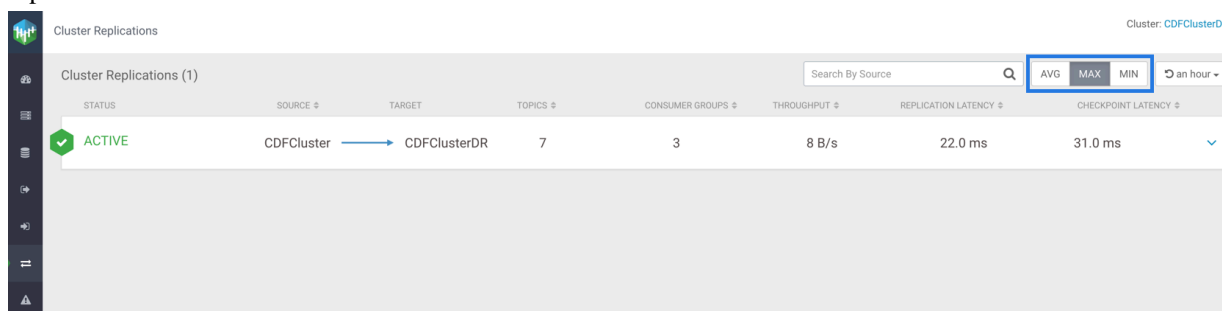 Cluster Replications
Cluster: CDFClusterD
Cluster Replications (1)
Search By Source
AVG MAX MIN
an hour
STATUS SOURCE TARGET TOPICS CONSUMER GROUPS THROUGHPUT REPLICATION LATENCY CHECKPOINT LATENCY
ACTIVE CDFCluster CDFClusterDR 7 3 8 B/s 22.0 ms 31.0 ms